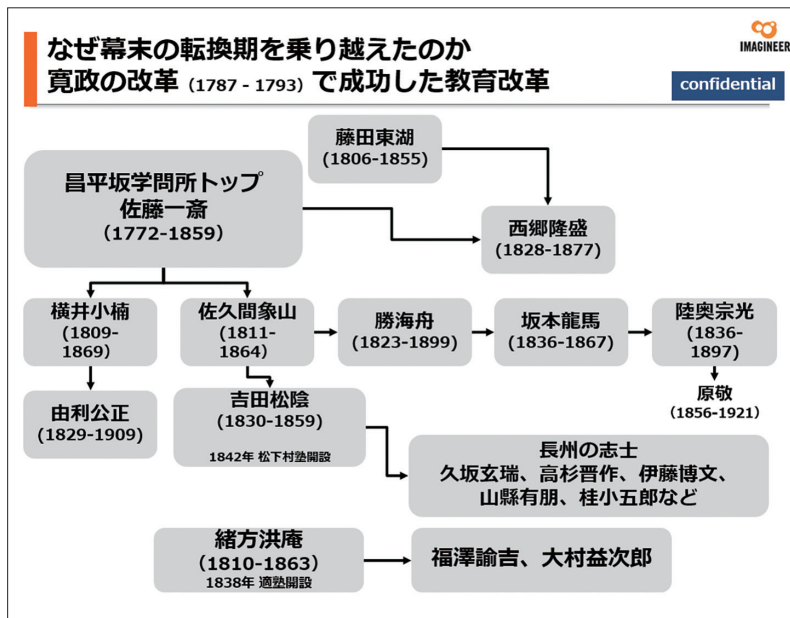 なぜ幕末の転換期を乗り越えたのか
寛政の改革（1787 - 1793）で成功した教育改革
IMAGINEER
confidential
藤田東湖
(1806-1855)
昌平坂学問所トップ
佐藤一斎
（1772-1859）
西郷隆盛
(1828-1877)
横井小楠
(1809-
1869)
佐久間象山
(1811-
1864)
勝海舟
(1823-1899)
坂本龍馬
(1836-1867)
陸奥宗光
(1836-
1897)
由利公正
(1829-1909)
吉田松陰
(1830-1859)
1842年 松下村塾開設
原敬
(1856-1921)
長州の志士
久坂玄瑞、高杉晋作、伊藤博文、
山縣有朋、桂小五郎など
緒方洪庵
(1810-1863)
1838年 適塾開設
福澤諭吉、大村益次郎